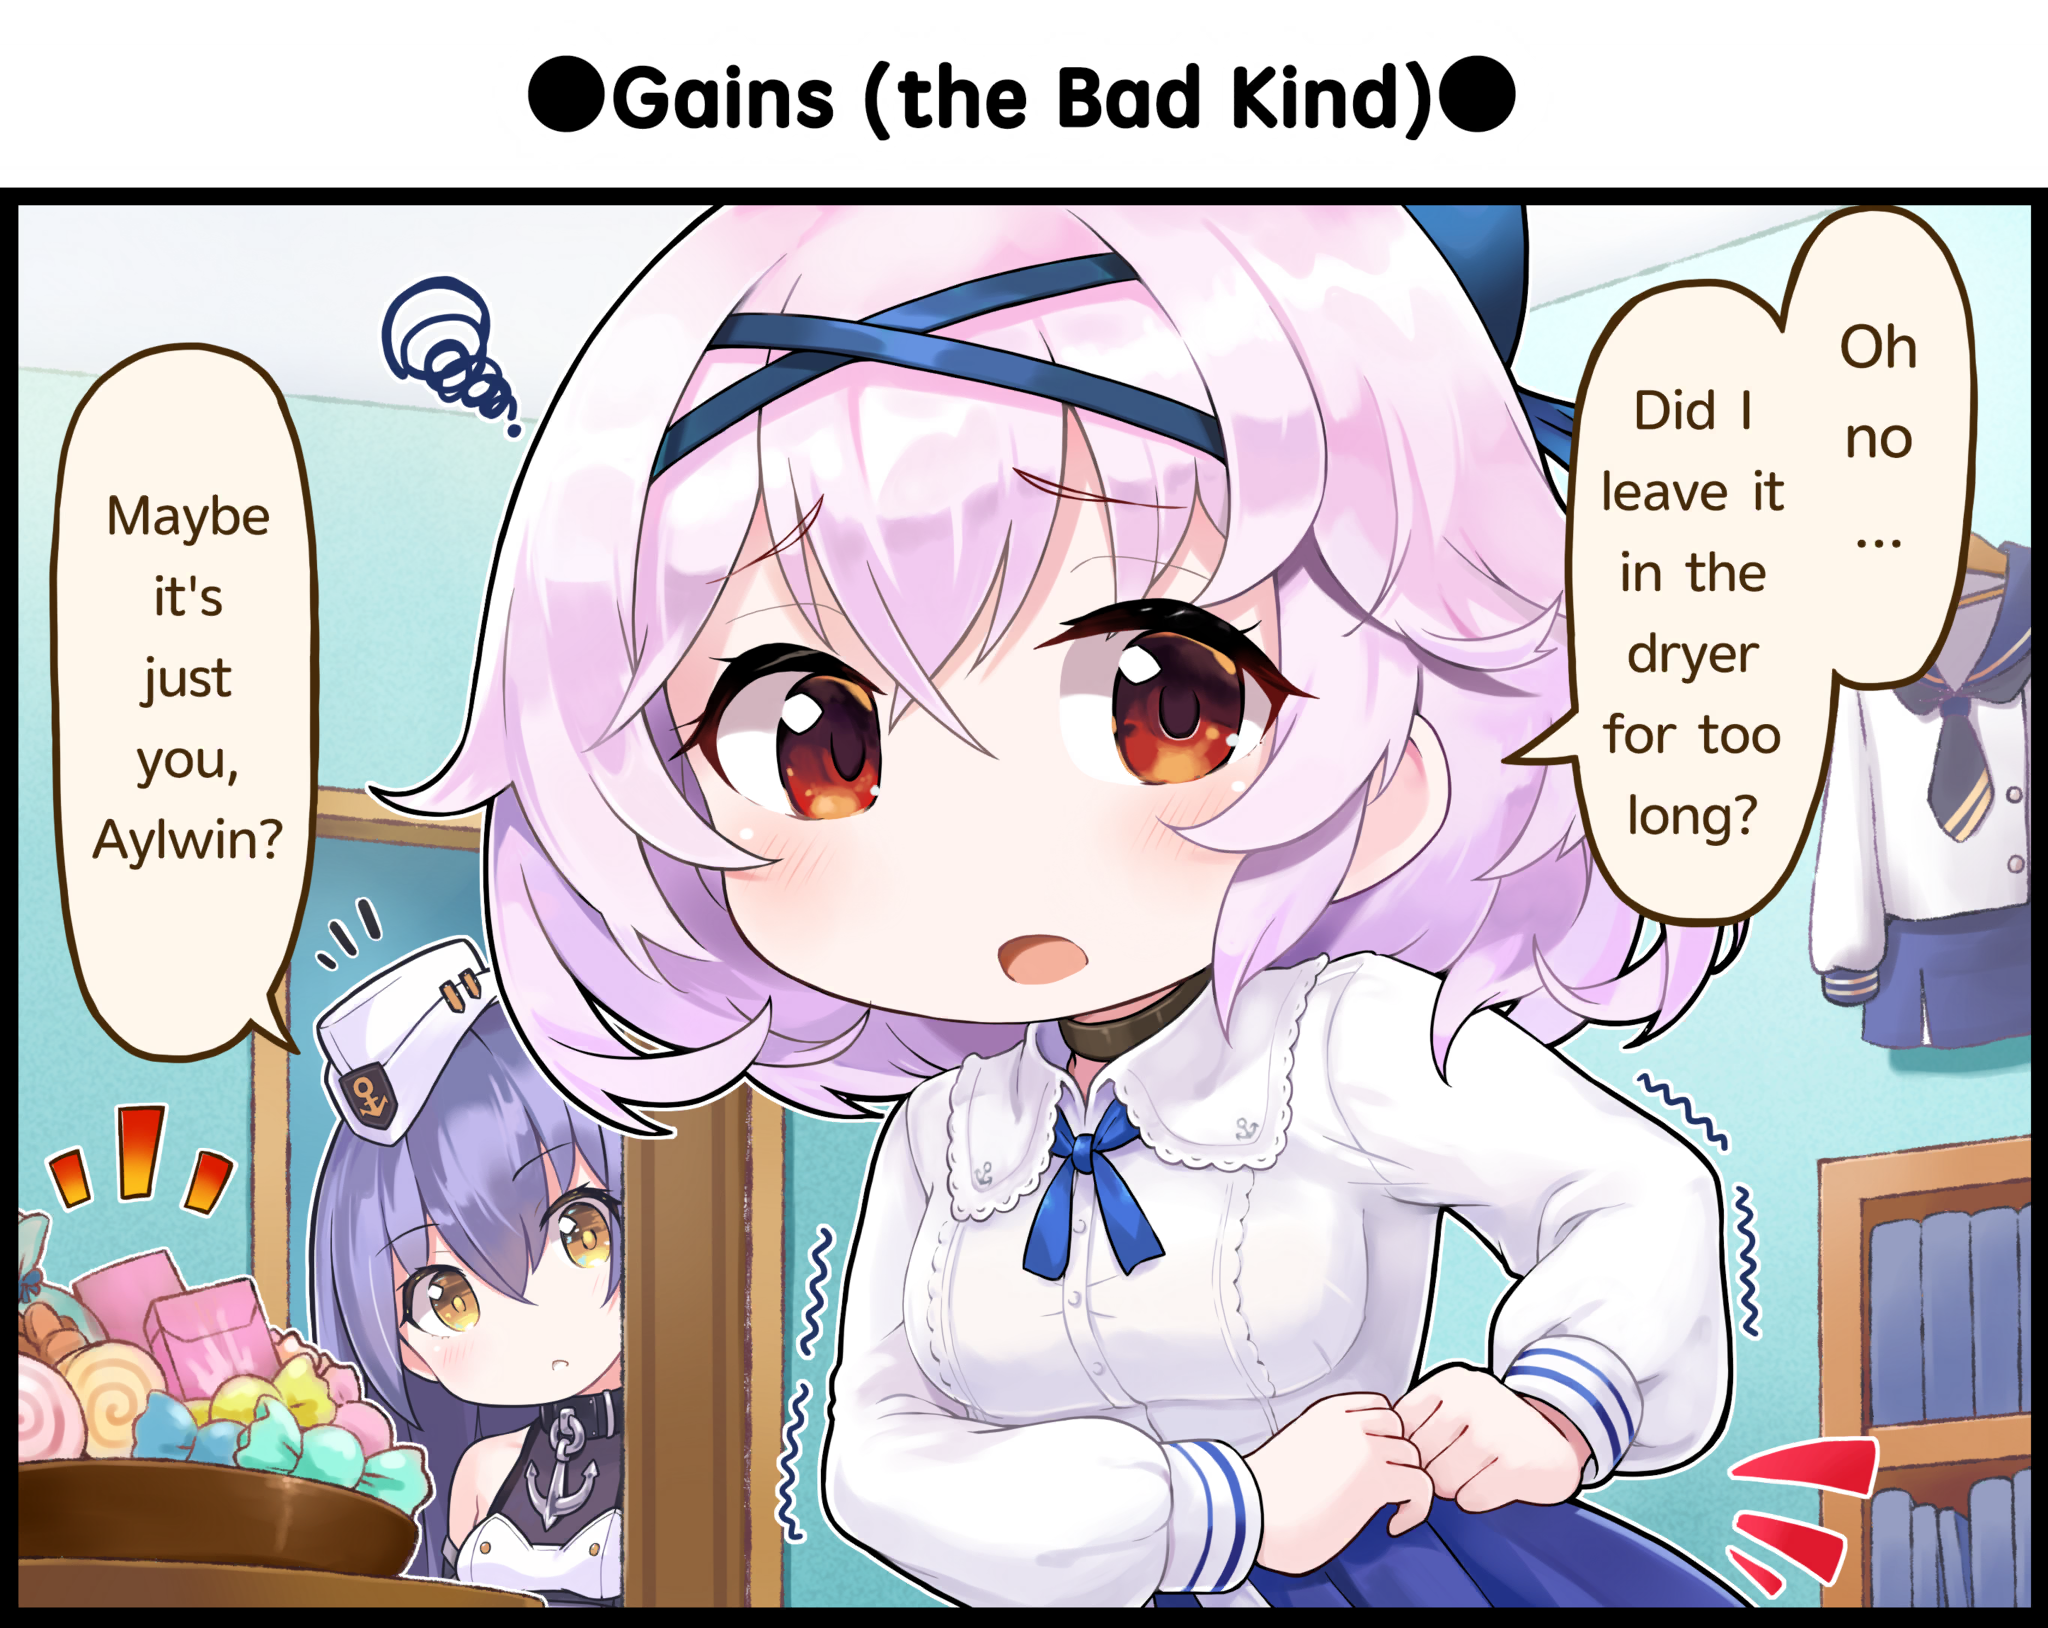 ●Gains (the Bad Kind)●
Oh
no
...
Did I
leave it
in the
dryer
for too
long?
Maybe
it's
just
you,
Aylwin?